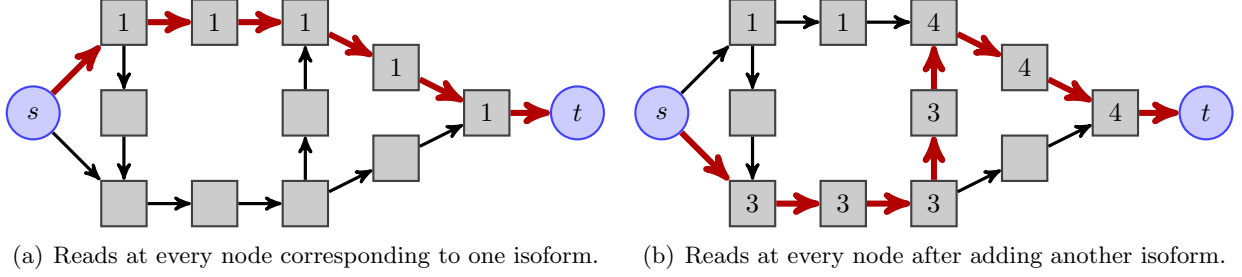 1 1 1
1
s 1 t
(a) Reads at every node corresponding to one isoform.
1 1 4
4
s 3 4 t
3 3 3
(b) Reads at every node after adding another isoform.